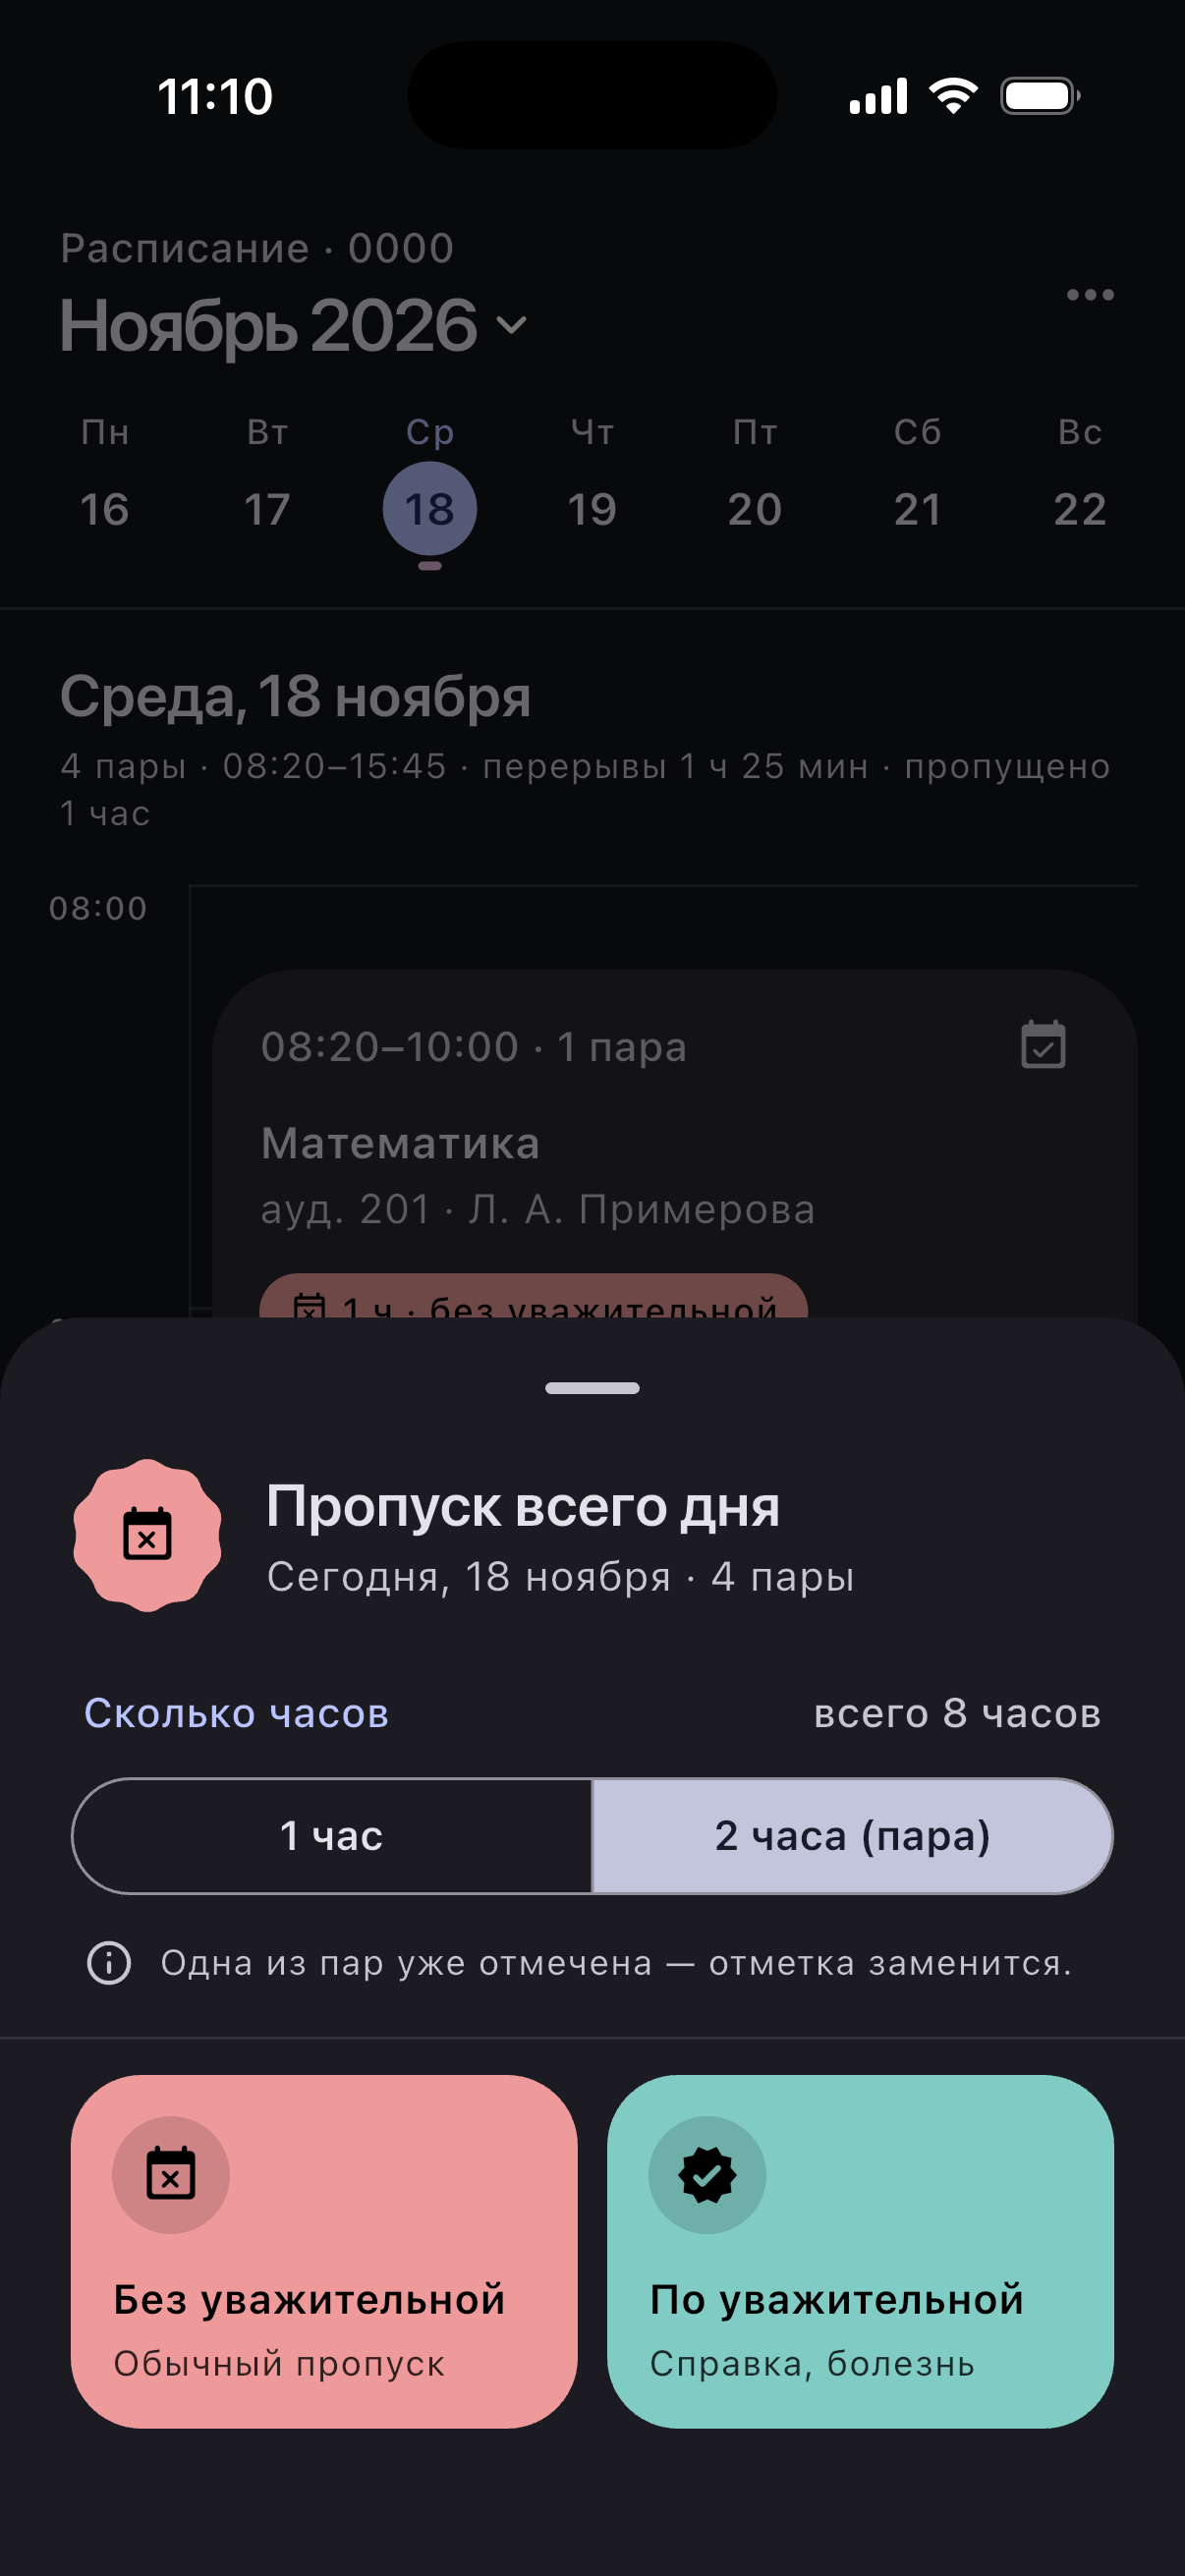 11:10
Расписание · 0000
Ноябрь 2026
Пн Вт Ср Чт Пт Сб Вс
16 17 18 19 20 21 22
Среда, 18 ноября
4 пары · 08:20–15:45 · перерывы 1 ч 25 мин · пропущено
1 час
08:00
08:20–10:00 · 1 пара
Математика
ауд. 201 · Л. А. Примерова
1 ч · без уважительной
Пропуск всего дня
Сегодня, 18 ноября · 4 пары
Сколько часов
всего 8 часов
1 час
2 часа (пара)
Одна из пар уже отмечена — отметка заменится.
Без уважительной
Обычный пропуск
По уважительной
Справка, болезнь